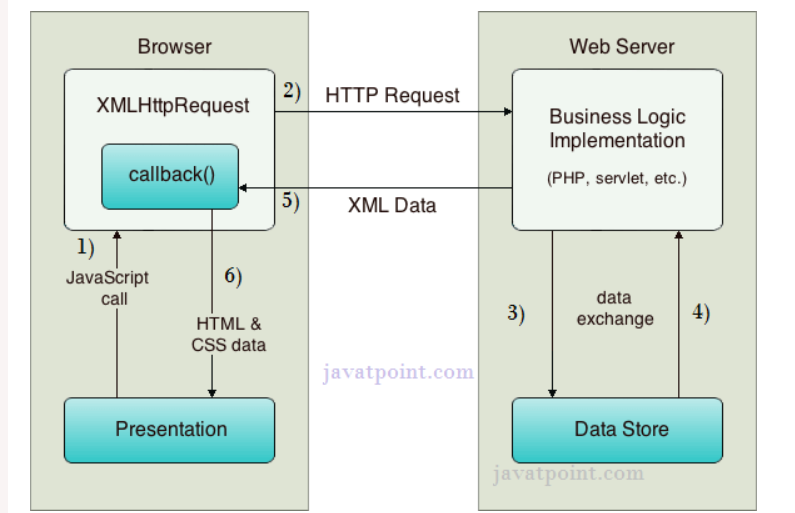 Browser
Web Server
XMLHttpRequest
callback()
2)
HTTP Request
Business Logic
Implementation
(PHP, servlet, etc.)
5)
XML Data
1)
JavaScript
call
6)
HTML &
CSS data
3)
data
exchange
4)
javatpoint.com
Presentation
Data Store
javatpoint.com